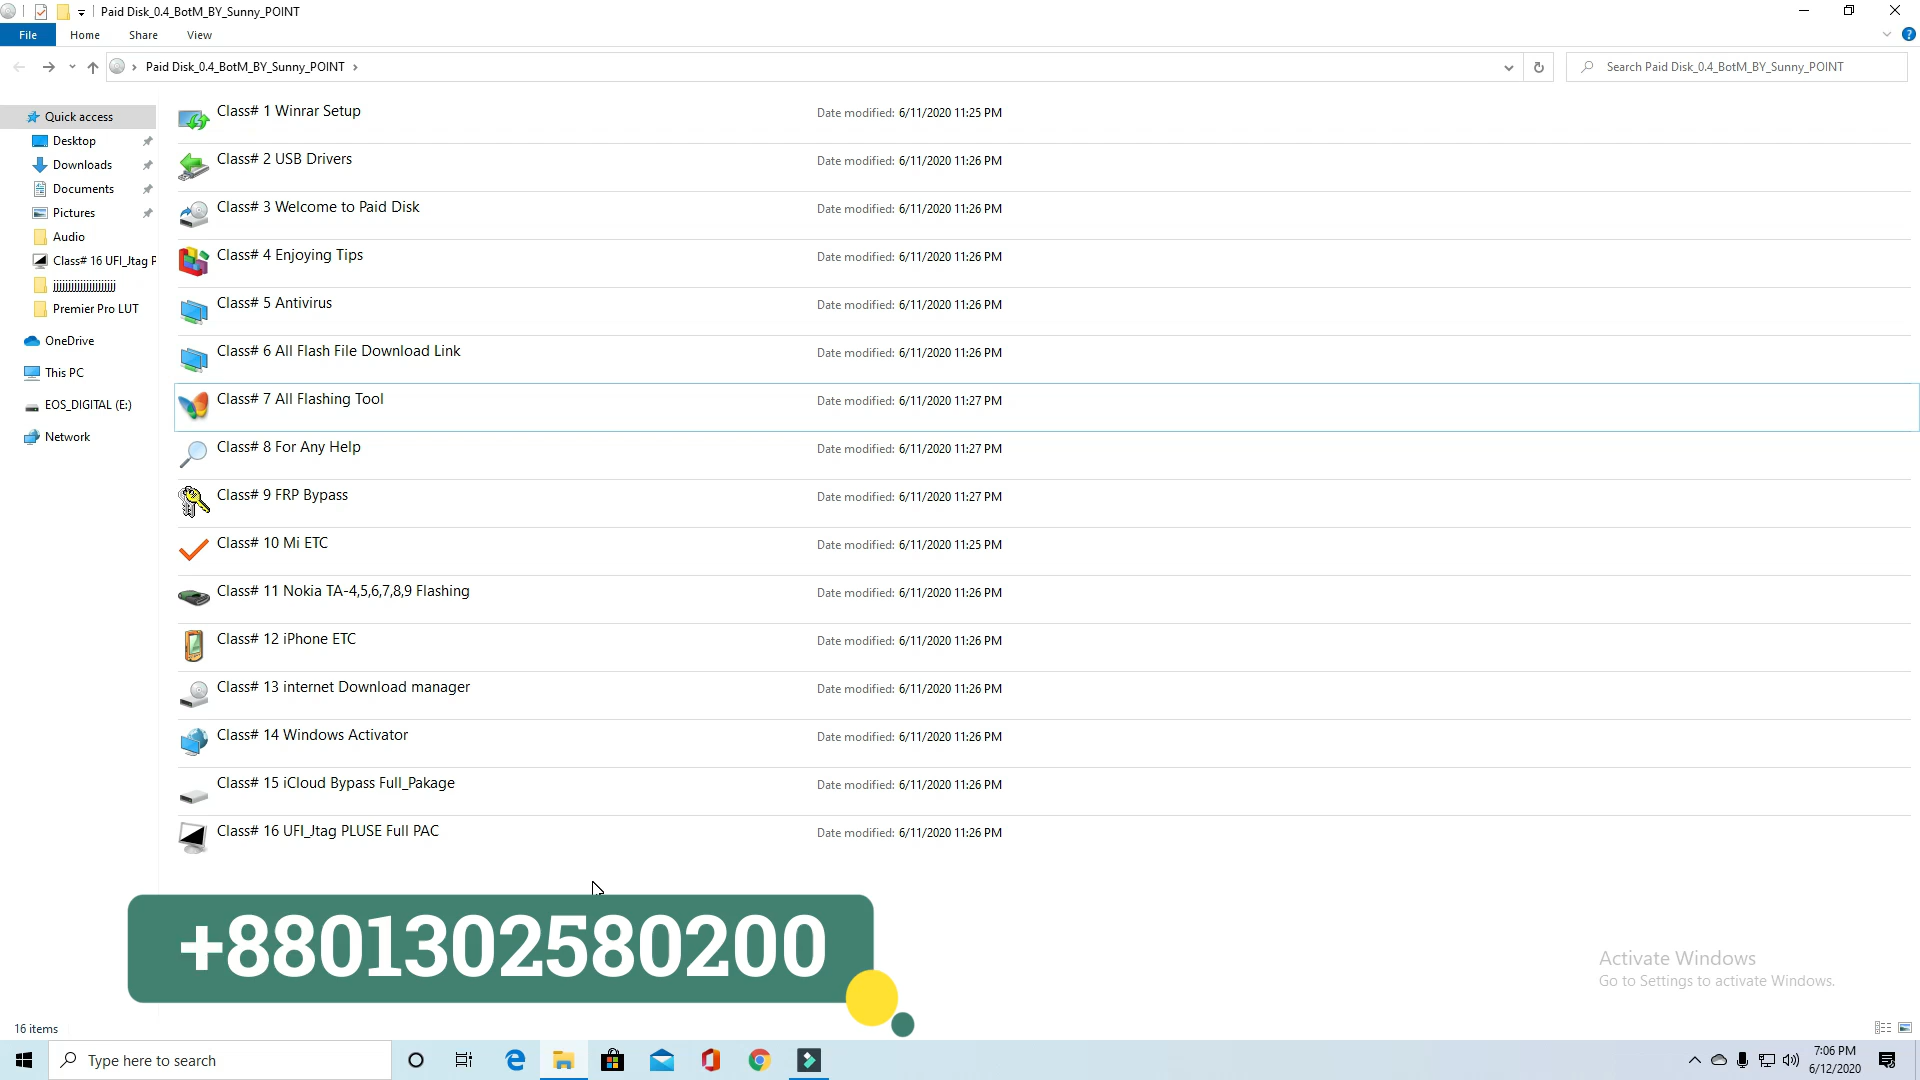 Paid Disk_0.4_BotM_BY_Sunny_POINT
File Home Share View
Paid Disk_0.4_BotM_BY_Sunny_POINT
Search Paid Disk_0.4_BotM_BY_Sunny_POINT
Quick access
Desktop
Downloads
Documents
Pictures
Audio
Class# 16 UFI_Jtag P
jjjjjjjjjjjjjjjjjjjjj
Premier Pro LUT
OneDrive
This PC
EOS_DIGITAL (E:)
Network
Class# 1 Winrar Setup Date modified: 6/11/2020 11:25 PM
Class# 2 USB Drivers Date modified: 6/11/2020 11:26 PM
Class# 3 Welcome to Paid Disk Date modified: 6/11/2020 11:26 PM
Class# 4 Enjoying Tips Date modified: 6/11/2020 11:26 PM
Class# 5 Antivirus Date modified: 6/11/2020 11:26 PM
Class# 6 All Flash File Download Link Date modified: 6/11/2020 11:26 PM
Class# 7 All Flashing Tool Date modified: 6/11/2020 11:27 PM
Class# 8 For Any Help Date modified: 6/11/2020 11:27 PM
Class# 9 FRP Bypass Date modified: 6/11/2020 11:27 PM
Class# 10 Mi ETC Date modified: 6/11/2020 11:25 PM
Class# 11 Nokia TA-4,5,6,7,8,9 Flashing Date modified: 6/11/2020 11:26 PM
Class# 12 iPhone ETC Date modified: 6/11/2020 11:26 PM
Class# 13 internet Download manager Date modified: 6/11/2020 11:26 PM
Class# 14 Windows Activator Date modified: 6/11/2020 11:26 PM
Class# 15 iCloud Bypass Full_Pakage Date modified: 6/11/2020 11:26 PM
Class# 16 UFI_Jtag PLUSE Full PAC Date modified: 6/11/2020 11:26 PM
+8801302580200
Activate Windows
Go to Settings to activate Windows.
16 items
Type here to search
7:06 PM
6/12/2020